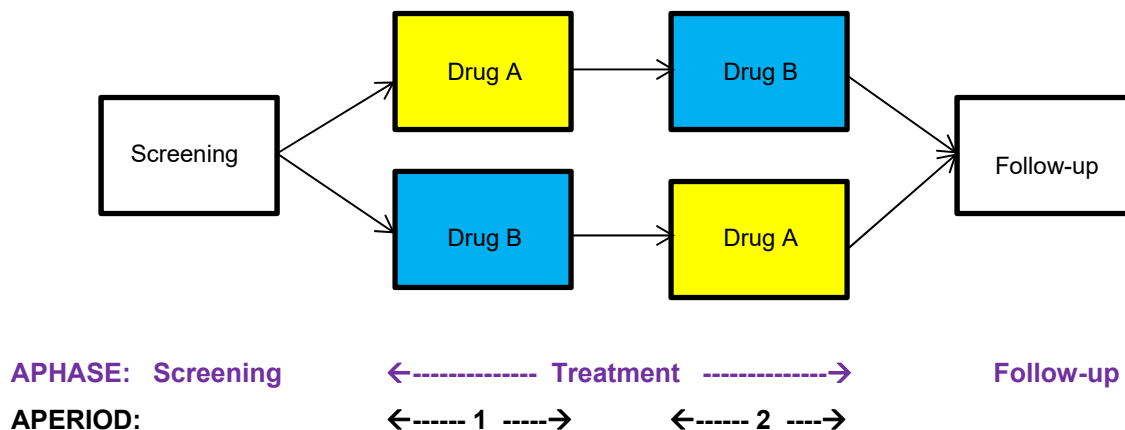 Drug A
Drug B
Screening
Follow-up
Drug B
Drug A
APHASE: Screening ←-------------- Treatment --------------→ Follow-up
APERIOD: ←------ 1 -----→ ←------ 2 ----→